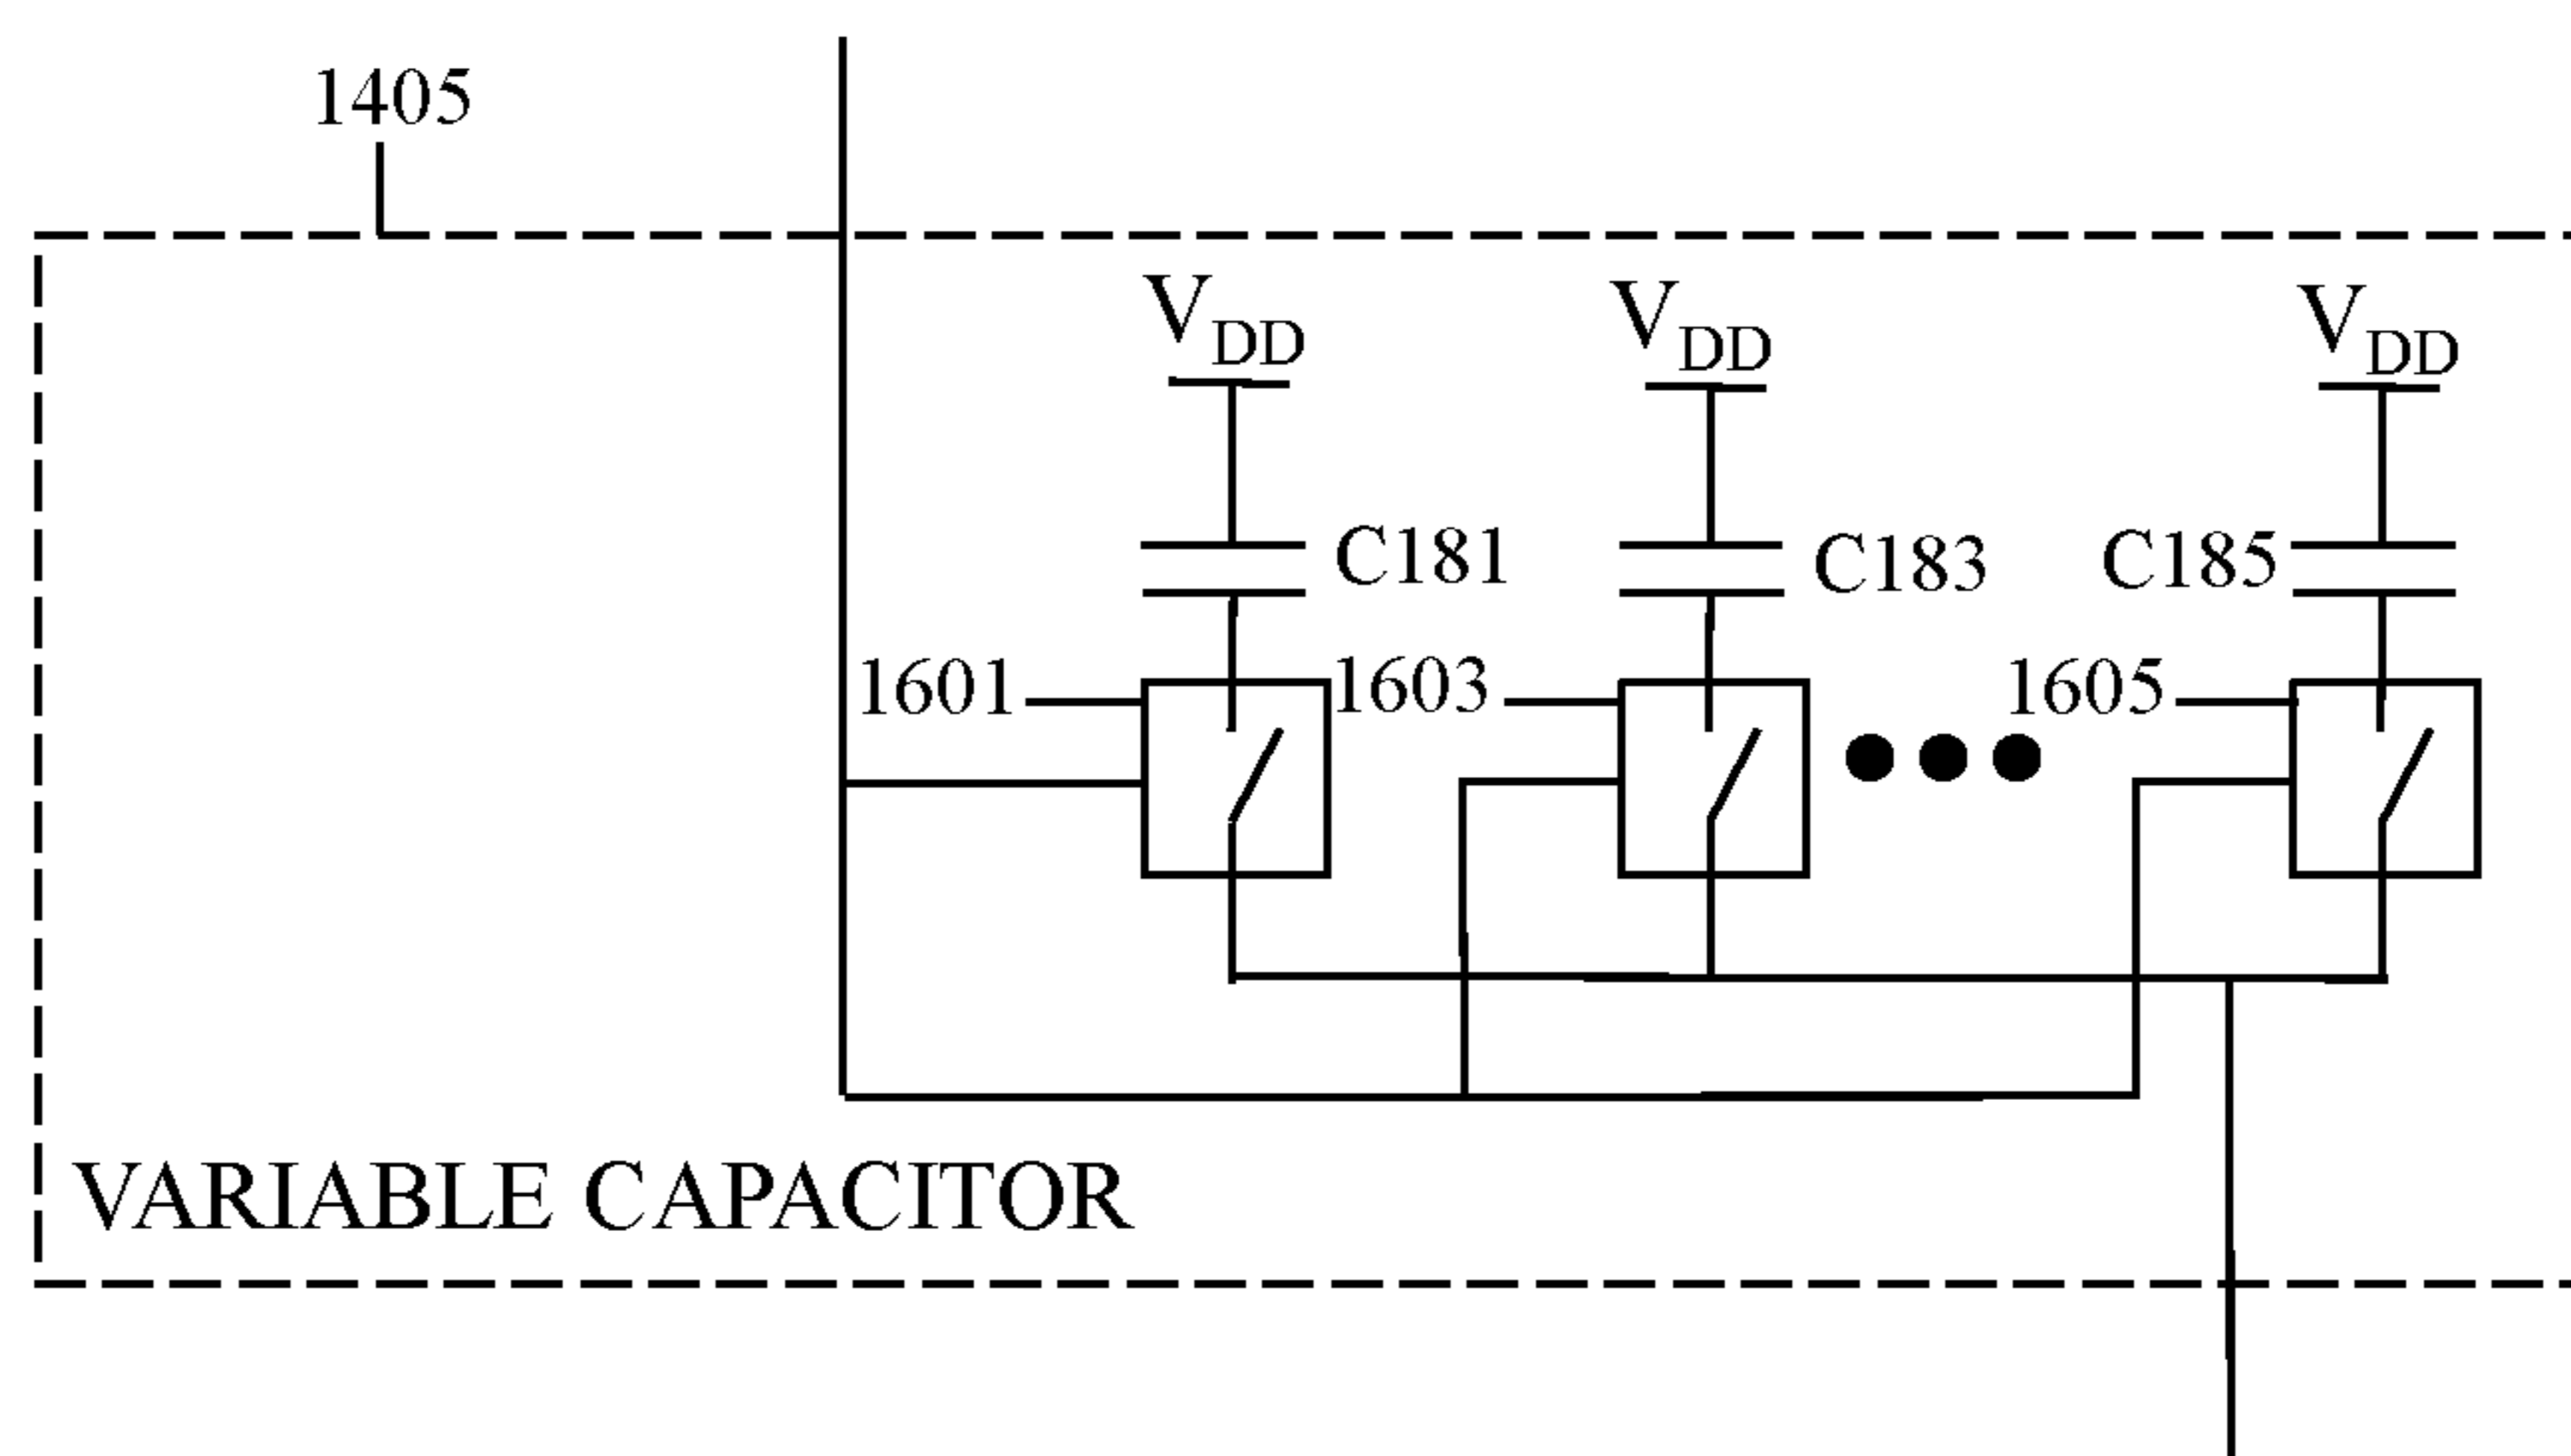 1405
VDD VDD VDD
C181 C183 C185
1601 1603 1605
VARIABLE CAPACITOR